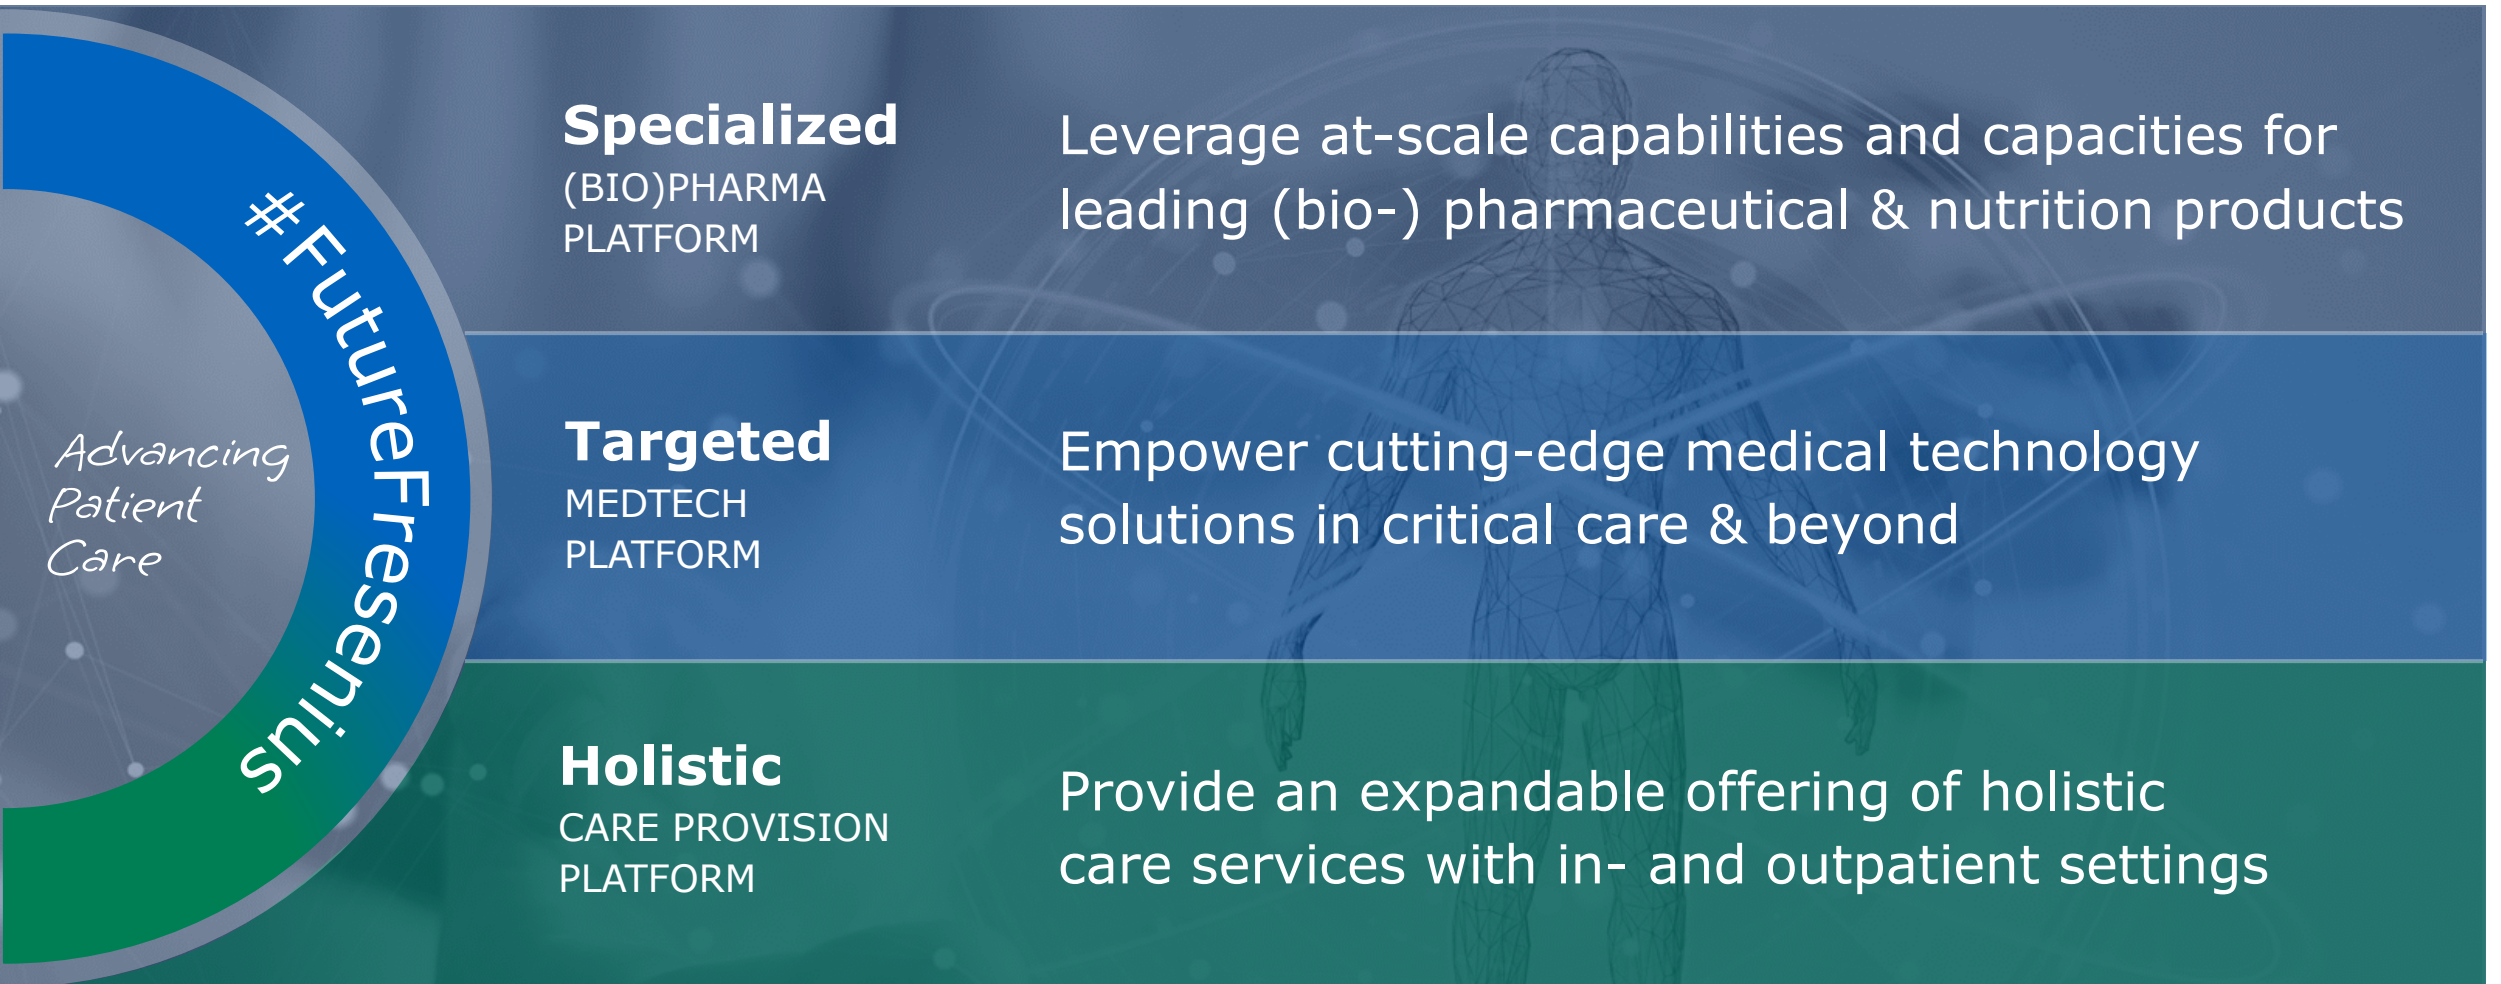 #FutureFresenius
Advancing
Patient
Care
Specialized
(BIO)PHARMA
PLATFORM
Leverage at-scale capabilities and capacities for
leading (bio-) pharmaceutical & nutrition products
Targeted
MEDTECH
PLATFORM
Empower cutting-edge medical technology
solutions in critical care & beyond
Holistic
CARE PROVISION
PLATFORM
Provide an expandable offering of holistic
care services with in- and outpatient settings